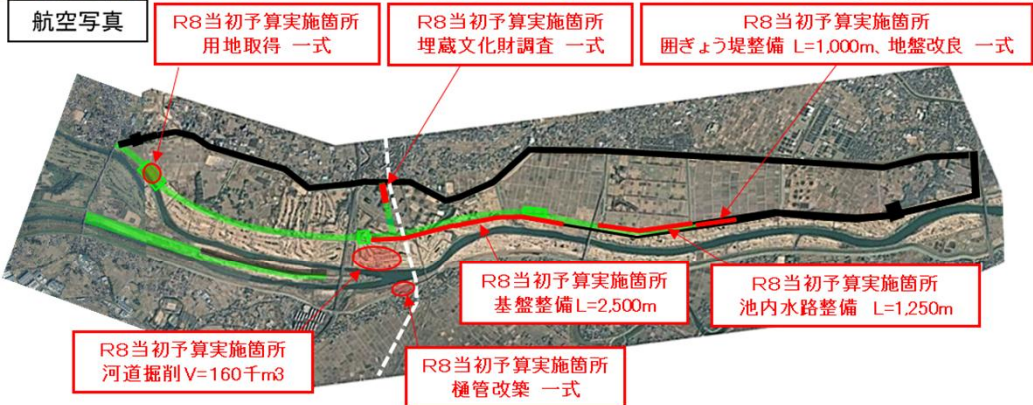 航空写真
R8当初予算実施箇所
用地取得 一式
R8当初予算実施箇所
埋蔵文化財調査 一式
R8当初予算実施箇所
囲ぎょう堤整備 L=1,000m、地盤改良 一式
R8当初予算実施箇所
基盤整備L=2,500m
R8当初予算実施箇所
池内水路整備 L=1,250m
R8当初予算実施箇所
河道掘削V=160千m3
R8当初予算実施箇所
樋管改築 一式